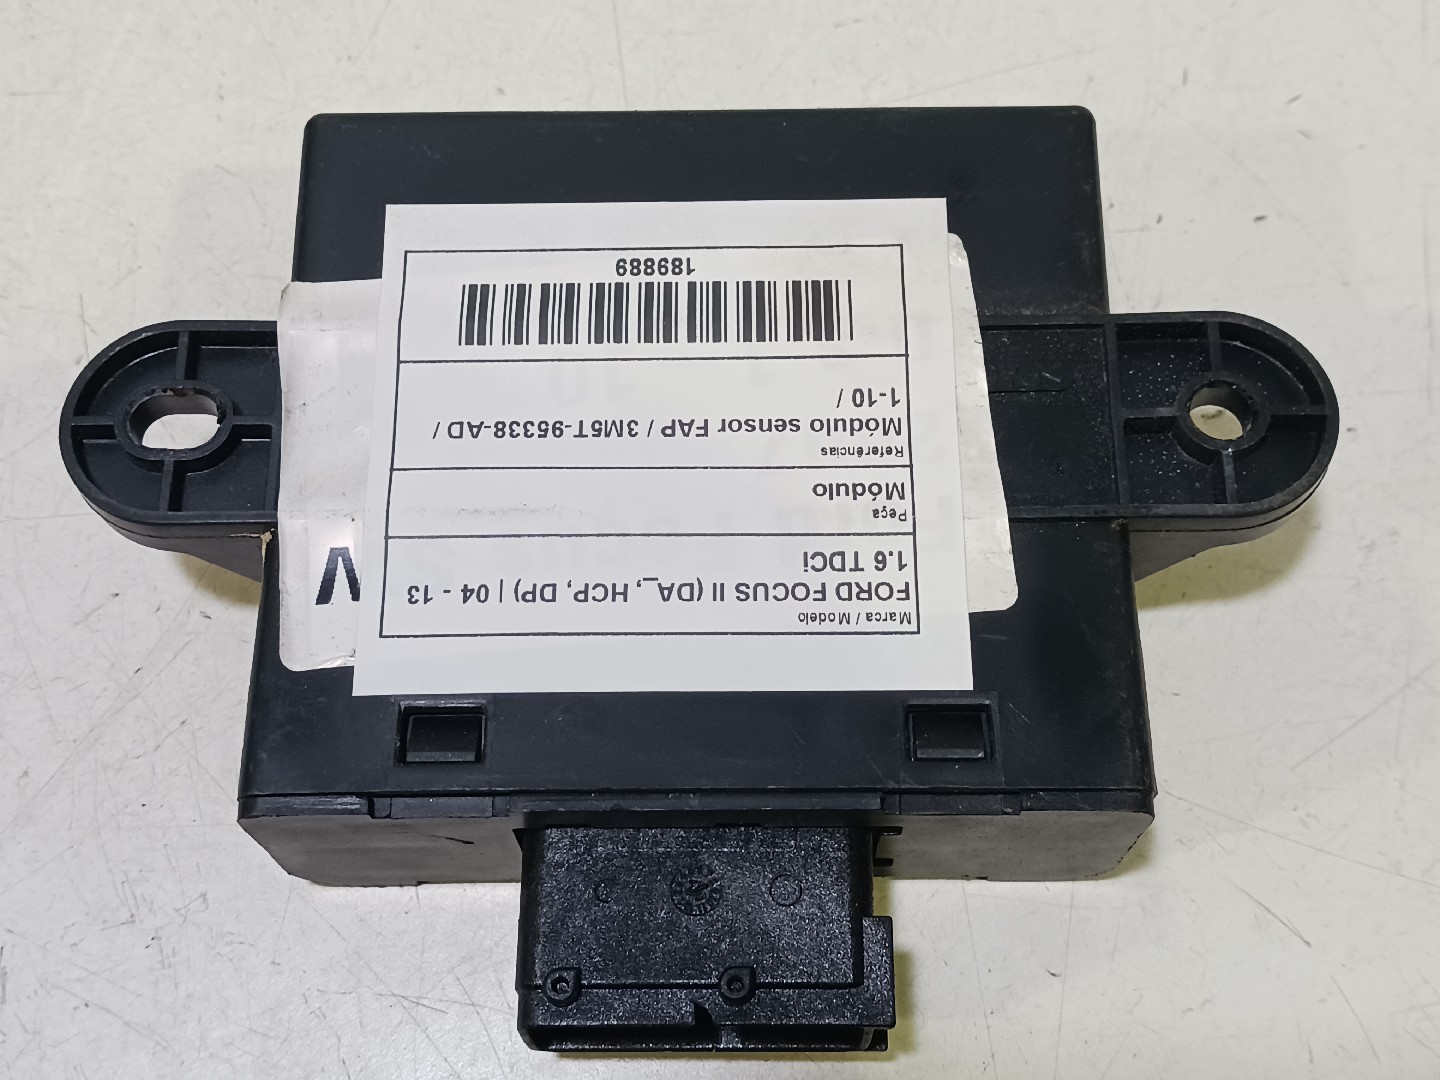 Marca / Modelo
FORD FOCUS II (DA_, HCP, DP) | 04 - 13
1.6 TDCi
Peça
Módulo
Referências
Módulo sensor FAP / 3M5T-95338-AD /
1-10 /
189889